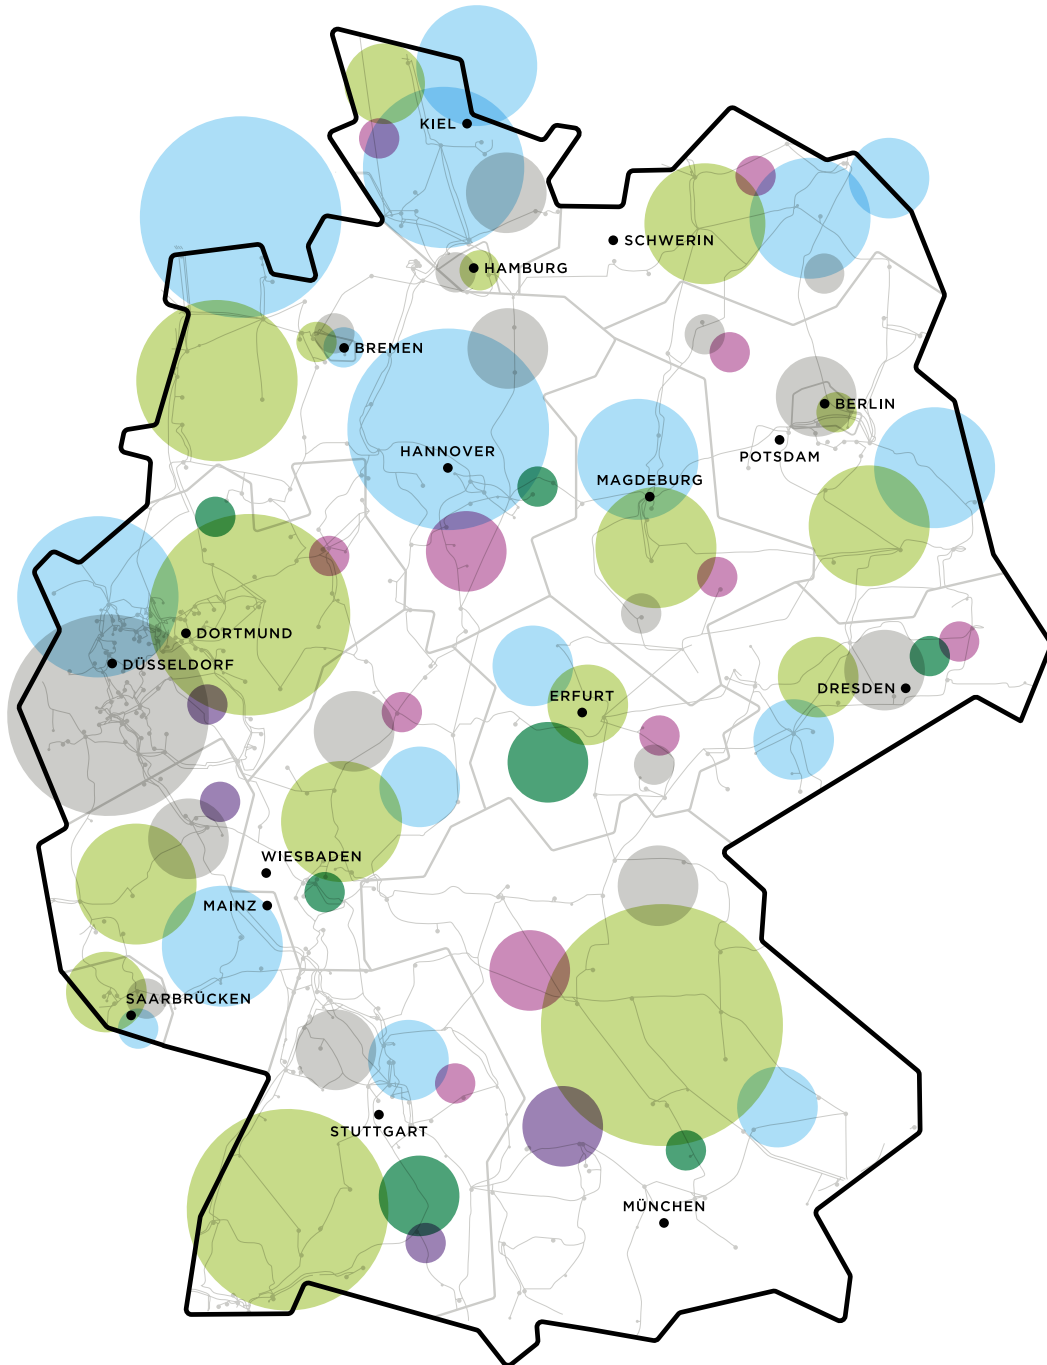 KIEL
SCHWERIN
HAMBURG
BREMEN
BERLIN
HANNOVER
POTSDAM
MAGDEBURG
DORTMUND
DÜSSELDORF
ERFURT
DRESDEN
WIESBADEN
MAINZ
SAARBRÜCKEN
STUTTGART
MÜNCHEN